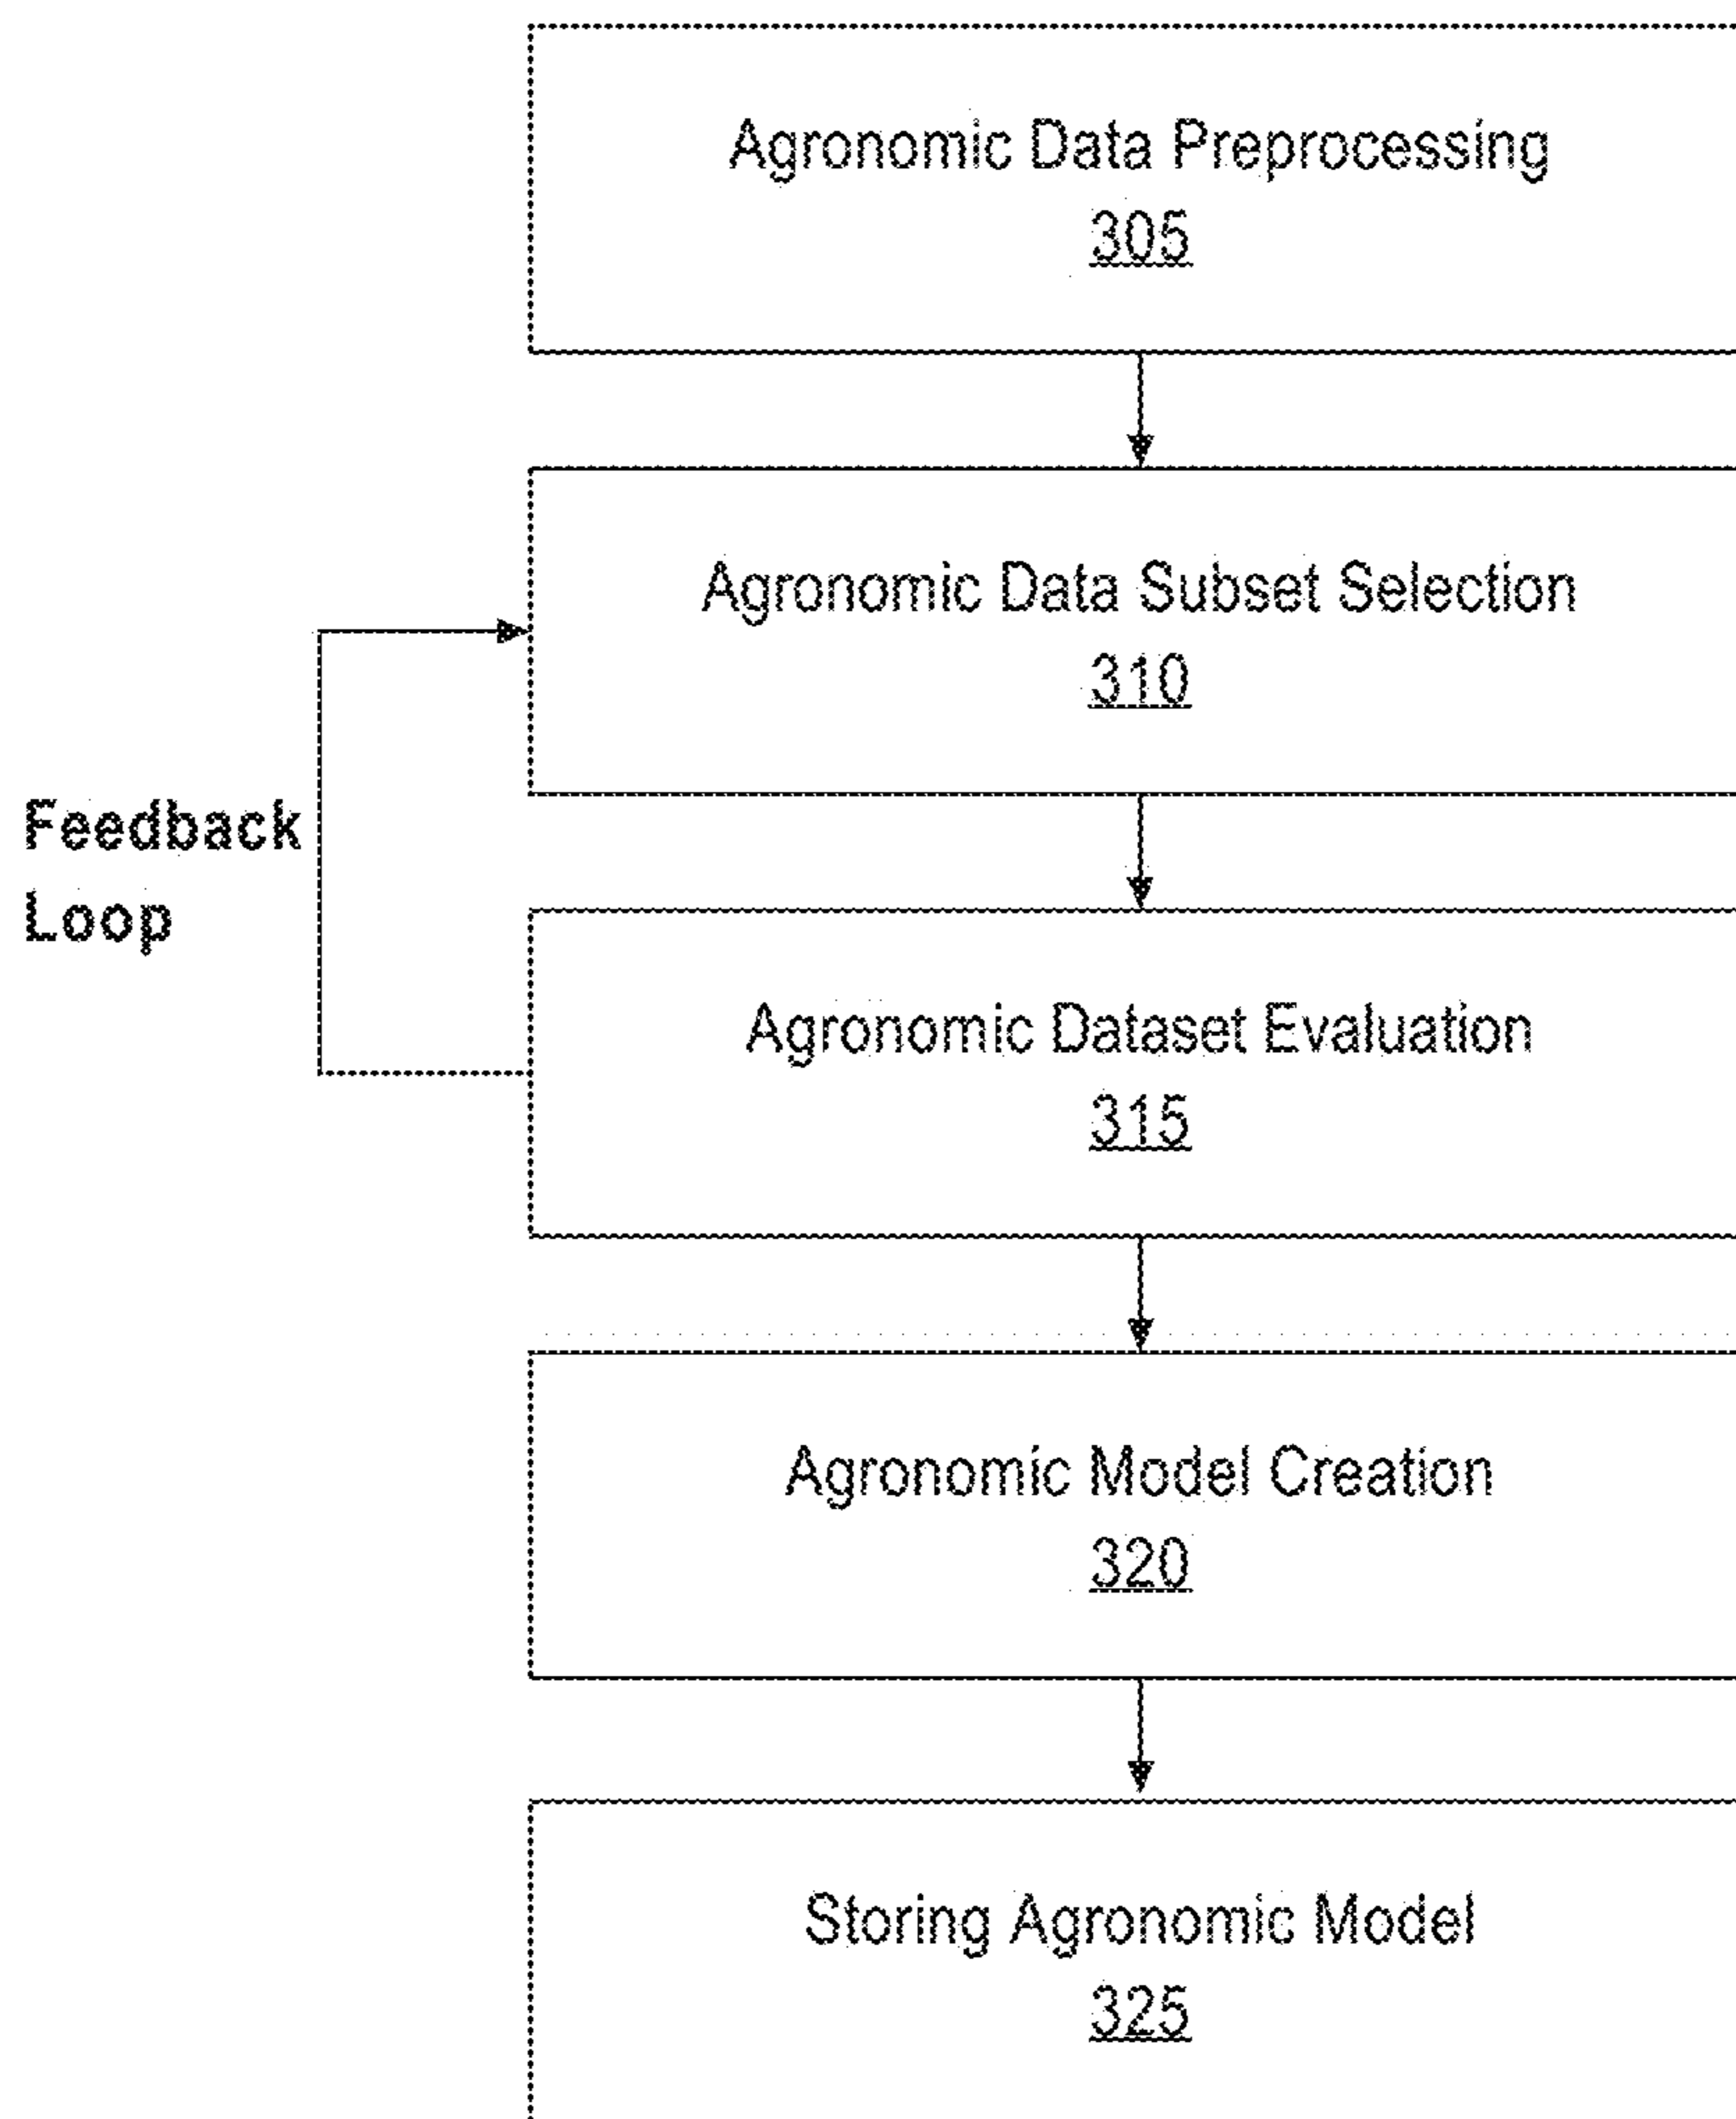 Agronomic Data Preprocessing
305
Agronomic Data Subset Selection
310
Feedback
Loop
Agronomic Dataset Evaluation
315
Agronomic Model Creation
320
Storing Agronomic Model
325